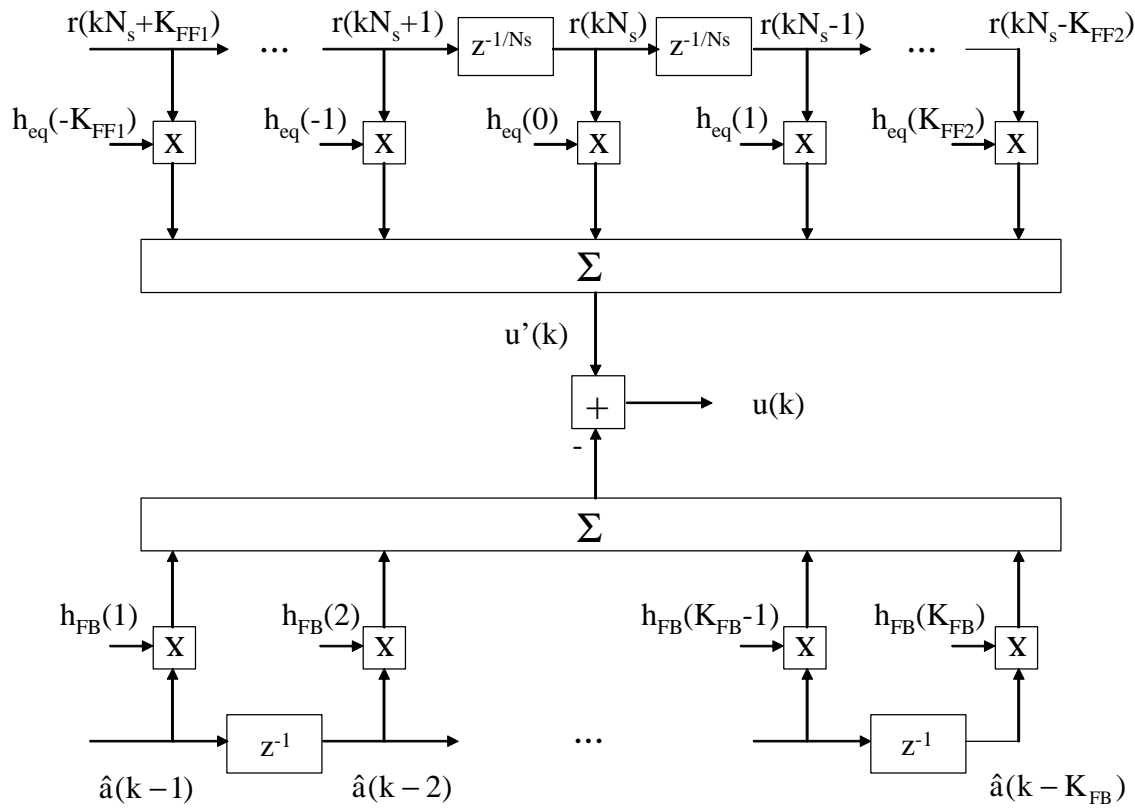 r(kN_s+K_FF1) ... r(kN_s+1) z^-1/Ns r(kN_s) z^-1/Ns r(kN_s-1) ... r(kN_s-K_FF2)
h_eq(-K_FF1) X h_eq(-1) X h_eq(0) X h_eq(1) X h_eq(K_FF2) X
Σ
u’(k)
+ u(k)
-
Σ
h_FB(1) X h_FB(2) X h_FB(K_FB-1) X h_FB(K_FB) X
z^-1 ... z^-1
â(k−1) â(k−2) â(k−K_FB)